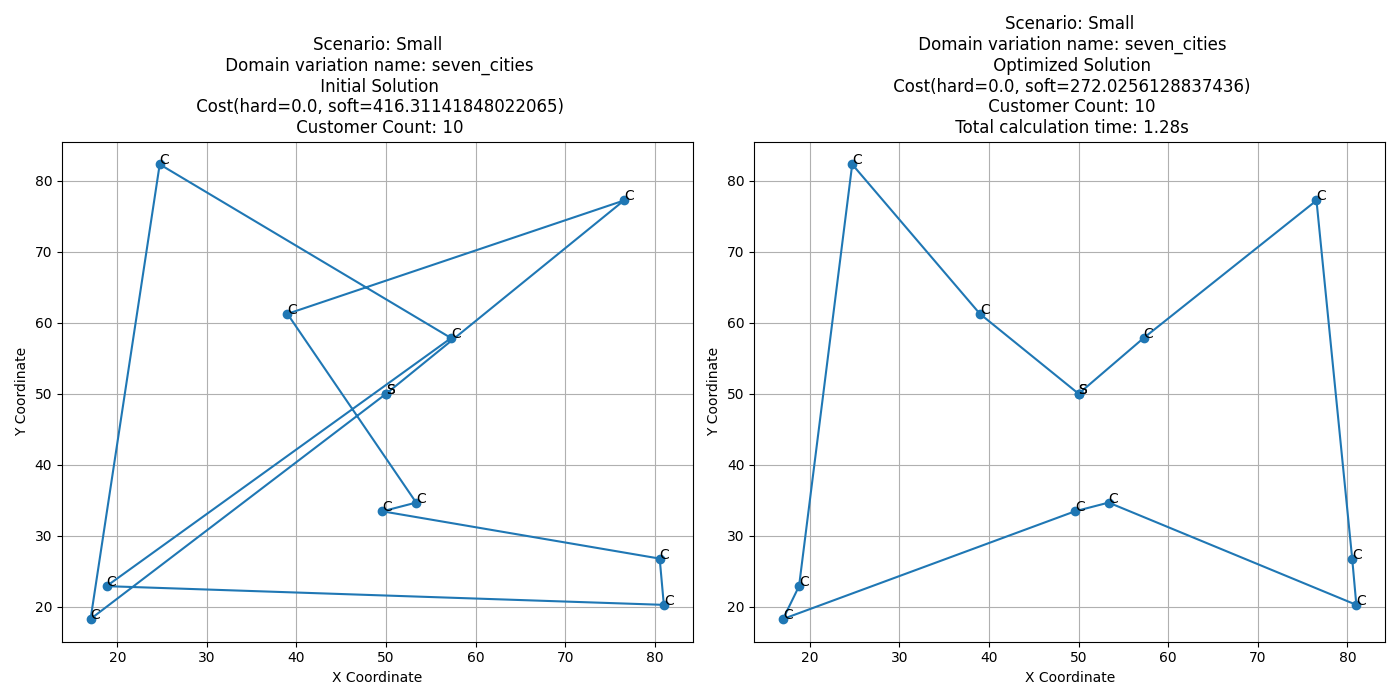 Scenario: Small
Domain variation name: seven_cities
Initial Solution
Cost(hard=0.0, soft=416.31141848022065)
Customer Count: 10
80
70
60
50
40
30
20
Y Coordinate
C
C
C
C
S
C
C
C
C
C
C
20
30
40
50
60
70
80
X Coordinate
Scenario: Small
Domain variation name: seven_cities
Optimized Solution
Cost(hard=0.0, soft=272.0256128837436)
Customer Count: 10
Total calculation time: 1.28s
80
70
60
50
40
30
20
Y Coordinate
C
C
C
C
S
C
C
C
C
C
C
20
30
40
50
60
70
80
X Coordinate